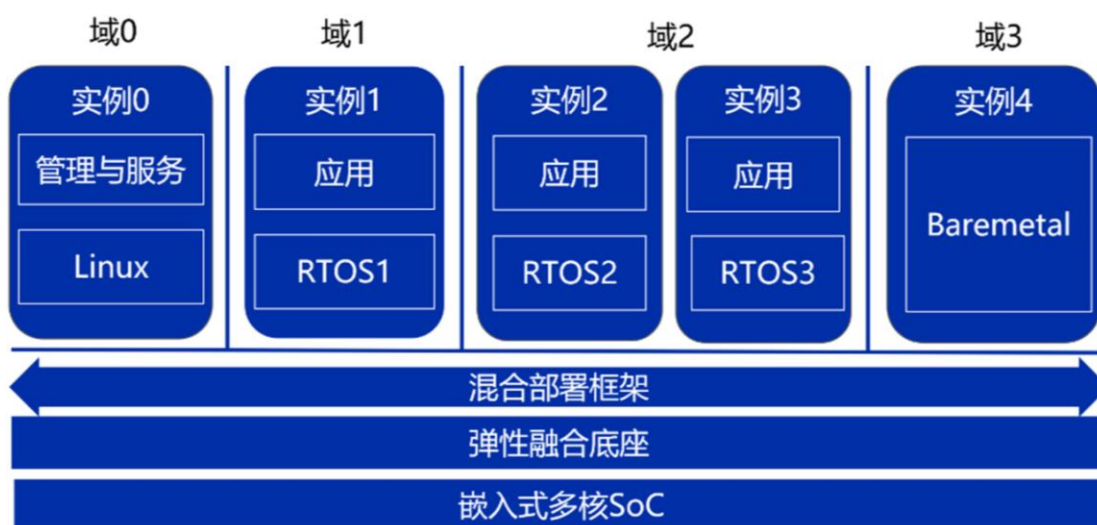 域0
域1
域2
域3
实例0
管理与服务
Linux
实例1
应用
RTOS1
实例2
应用
RTOS2
实例3
应用
RTOS3
实例4
Baremetal
混合部署框架
弹性融合底座
嵌入式多核SoC